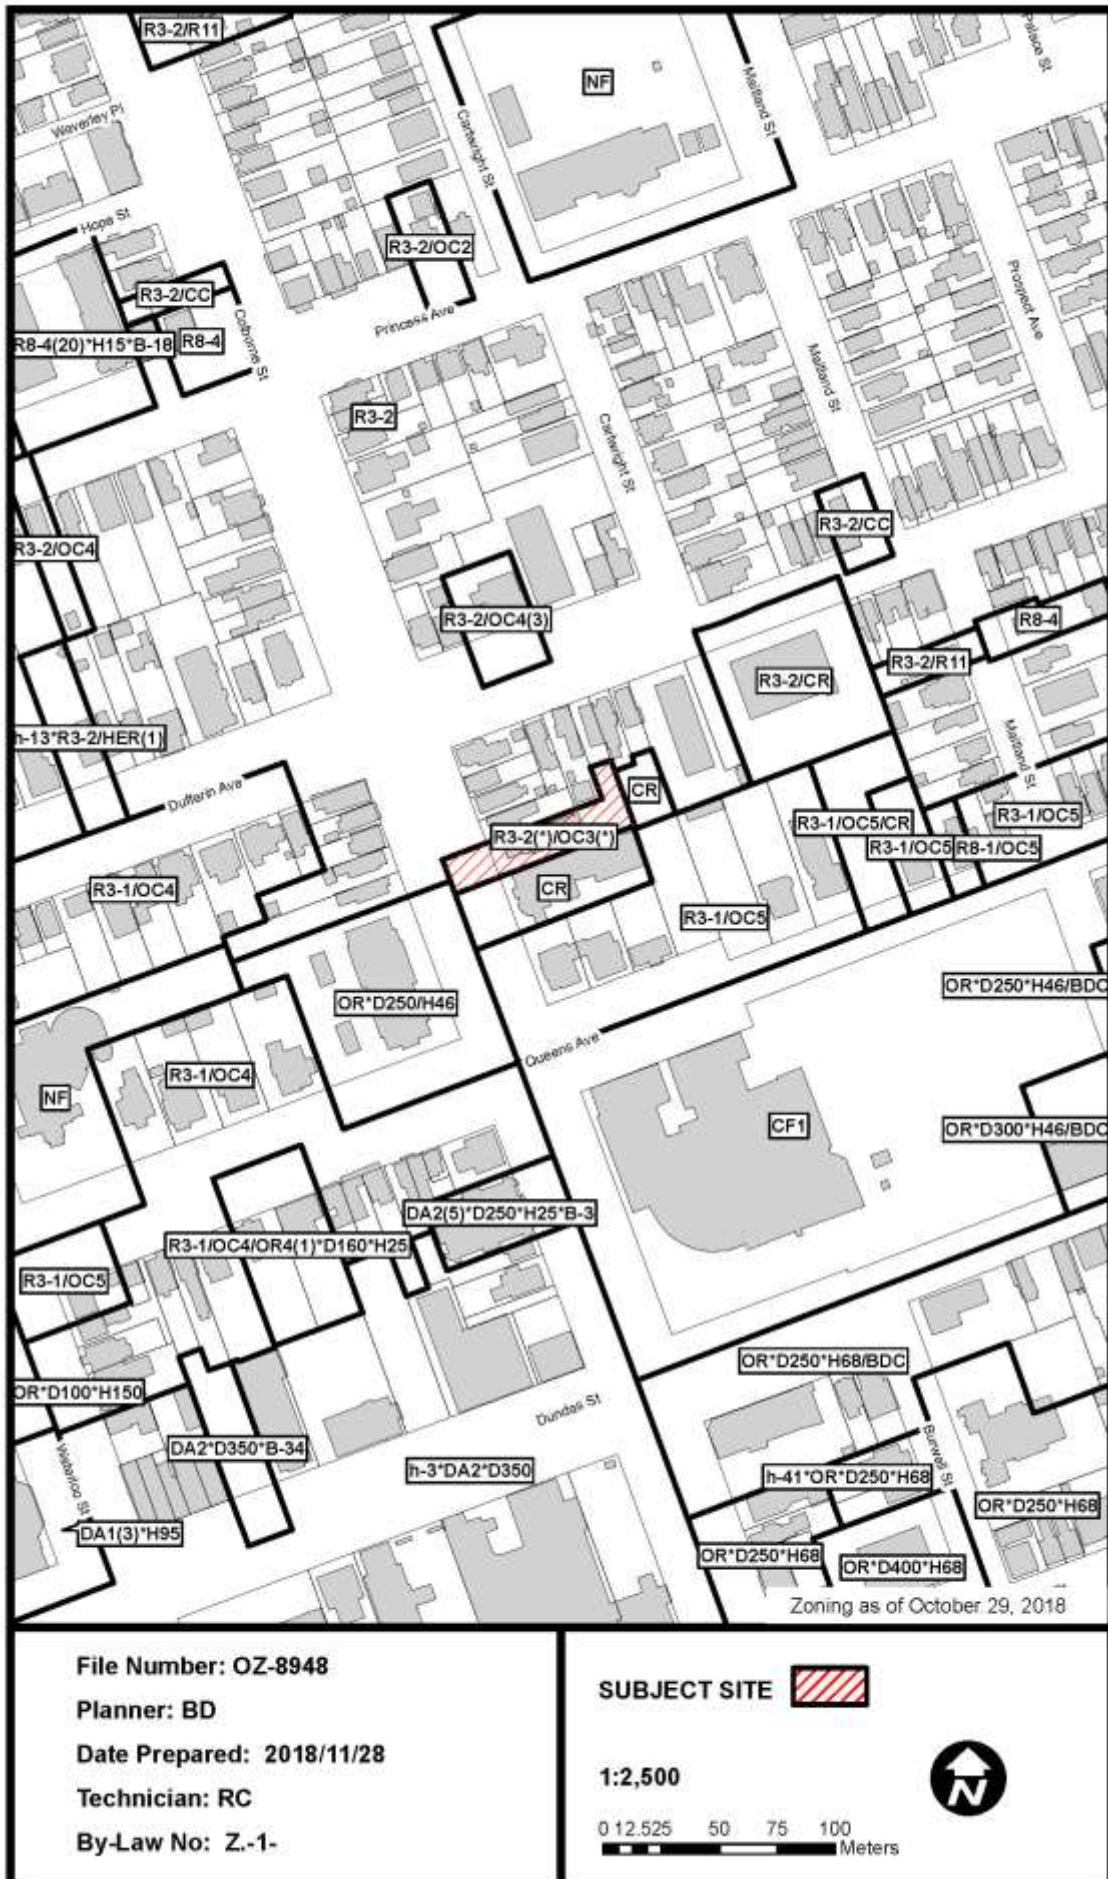 R3-2/R11
NF
Palace St
Maitland St
Waverley Pl
Cartwright St
Hope St
R3-2/OC2
R3-2/CC
Princess Ave
Prospect Ave
R8-4(20)*H15*B-18
R8-4
Colborne St
Maitland St
R3-2
Cartwright St
R3-2/CC
R3-2/OC4
R3-2/OC4(3)
R8-4
R3-2/R11
R3-2/CR
h-13*R3-2/HER(1)
Maitland St
Dufferin Ave
CR
R3-1/OC5
R3-2(*)/OC3(*)
R3-1/OC5/CR
R3-1/OC5
R8-1/OC5
R3-1/OC4
CR
R3-1/OC5
OR*D250/H46
OR*D250*H46/BDC
Queens Ave
R3-1/OC4
NF
CF1
OR*D300*H46/BDC
DA2(5)*D250*H25*B-3
R3-1/OC4/OR4(1)*D160*H25
R3-1/OC5
OR*D250*H68/BDC
OR*D100*H150
Dundas St
DA2*D350*B-34
Burwell St
Waterloo St
h-3*DA2*D350
h-41*OR*D250*H68
OR*D250*H68
DA1(3)*H95
OR*D250*H68
OR*D400*H68
Zoning as of October 29, 2018
File Number: OZ-8948
Planner: BD
Date Prepared: 2018/11/28
Technician: RC
By-Law No: Z.-1-
SUBJECT SITE
1:2,500
N
0 12.525 50 75 100
Meters